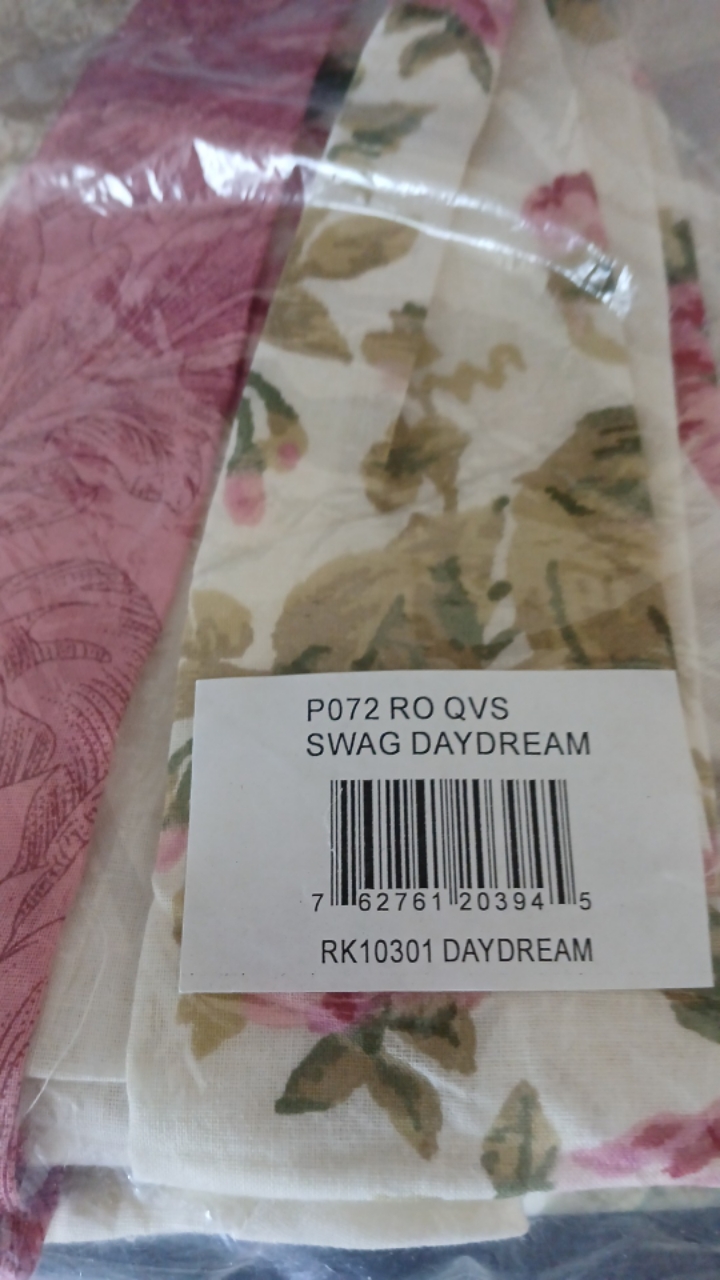 P072 RO QVS
SWAG DAYDREAM
7 62761 20394 5
RK10301 DAYDREAM